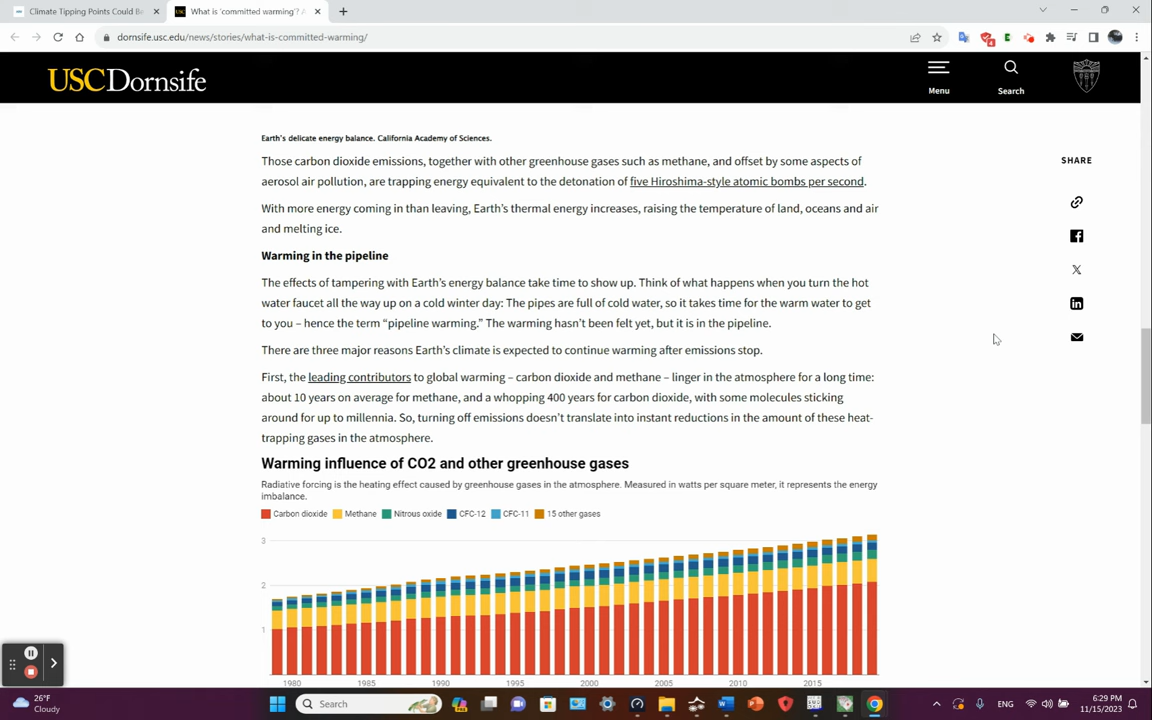 Climate Tipping Points Could Be
What is 'committed warming'? A
dornsife.usc.edu/news/stories/what-is-committed-warming/
4
USCDornsife
Menu
Search
Earth's delicate energy balance. California Academy of Sciences.
Those carbon dioxide emissions, together with other greenhouse gases such as methane, and offset by some aspects of
aerosol air pollution, are trapping energy equivalent to the detonation of five Hiroshima-style atomic bombs per second.
With more energy coming in than leaving, Earth's thermal energy increases, raising the temperature of land, oceans and air
and melting ice.
Warming in the pipeline
The effects of tampering with Earth's energy balance take time to show up. Think of what happens when you turn the hot
water faucet all the way up on a cold winter day: The pipes are full of cold water, so it takes time for the warm water to get
to you – hence the term “pipeline warming.” The warming hasn't been felt yet, but it is in the pipeline.
There are three major reasons Earth's climate is expected to continue warming after emissions stop.
First, the leading contributors to global warming – carbon dioxide and methane – linger in the atmosphere for a long time:
about 10 years on average for methane, and a whopping 400 years for carbon dioxide, with some molecules sticking
around for up to millennia. So, turning off emissions doesn't translate into instant reductions in the amount of these heat-
trapping gases in the atmosphere.
SHARE
Warming influence of CO2 and other greenhouse gases
Radiative forcing is the heating effect caused by greenhouse gases in the atmosphere. Measured in watts per square meter, it represents the energy
imbalance.
Carbon dioxide Methane Nitrous oxide CFC-12 CFC-11 15 other gases
3
2
1
1980 1985 1990 1995 2000 2005 2010 2015
26°F
Cloudy
Search
ENG
6:29 PM
11/15/2023